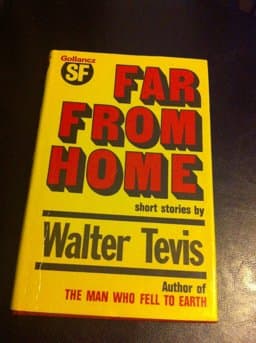 Gollancz
SF
FAR
FROM
HOME
short stories by
Walter Tevis
Author of
THE MAN WHO FELL TO EARTH